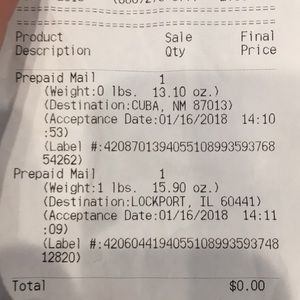 Product Sale Final
Description Qty Price
Prepaid Mail 1
(Weight:0 lbs. 13.10 oz.)
(Destination:CUBA, NM 87013)
(Acceptance Date:01/16/2018 14:10
:53)
(Label #:4208701394055108993593768
54262)
Prepaid Mail 1
(Weight:1 lbs. 15.90 oz.)
(Destination:LOCKPORT, IL 60441)
(Acceptance Date:01/16/2018 14:11
:09)
(Label #:4206044194055108993593748
12820)
Total $0.00